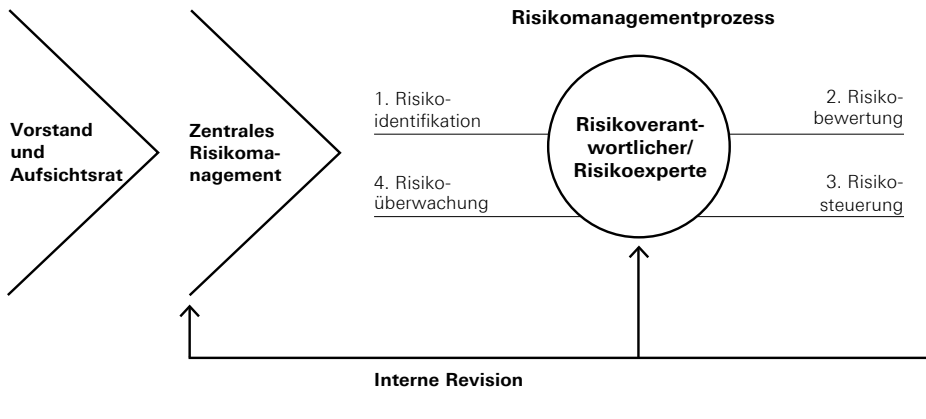 Risikomanagementprozess
Vorstand
und
Aufsichtsrat
Zentrales
Risikoma-
nagement
1. Risiko-
identifikation
Risikoverant-
wortlicher/
Risikoexperte
2. Risiko-
bewertung
4. Risiko-
überwachung
3. Risiko-
steuerung
Interne Revision